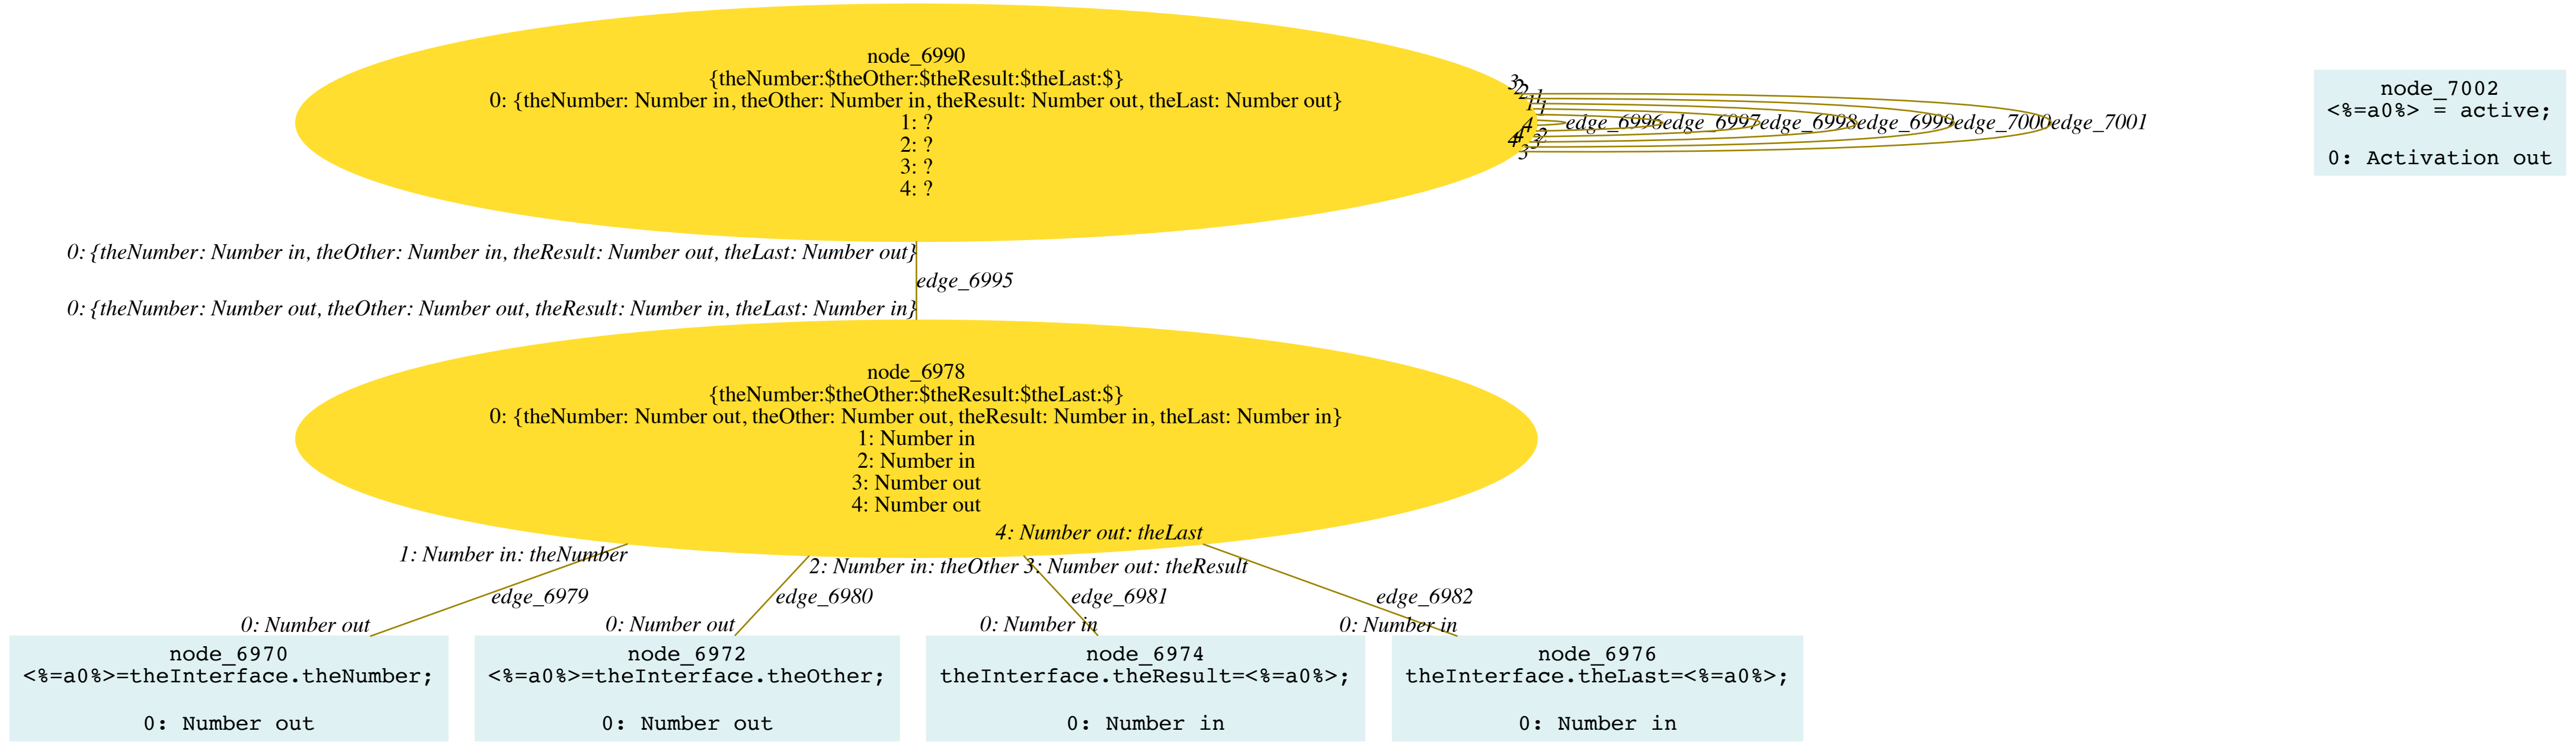 node_6990
{theNumber:$theOther:$theResult:$theLast:$}
0: {theNumber: Number in, theOther: Number in, theResult: Number out, theLast: Number out}
1: ?
2: ?
3: ?
4: ?
edge_6996edge_6997edge_6998edge_6999edge_7000edge_7001
node_7002
<%=a0%> = active;
0: Activation out
0: {theNumber: Number in, theOther: Number in, theResult: Number out, theLast: Number out}
edge_6995
0: {theNumber: Number out, theOther: Number out, theResult: Number in, theLast: Number in}
node_6978
{theNumber:$theOther:$theResult:$theLast:$}
0: {theNumber: Number out, theOther: Number out, theResult: Number in, theLast: Number in}
1: Number in
2: Number in
3: Number out
4: Number out
4: Number out: theLast
1: Number in: theNumber
2: Number in: theOther
3: Number out: theResult
edge_6979
edge_6980
edge_6981
edge_6982
0: Number out
0: Number out
0: Number in
0: Number in
node_6970
<%=a0%>=theInterface.theNumber;
0: Number out
node_6972
<%=a0%>=theInterface.theOther;
0: Number out
node_6974
theInterface.theResult=<%=a0%>;
0: Number in
node_6976
theInterface.theLast=<%=a0%>;
0: Number in